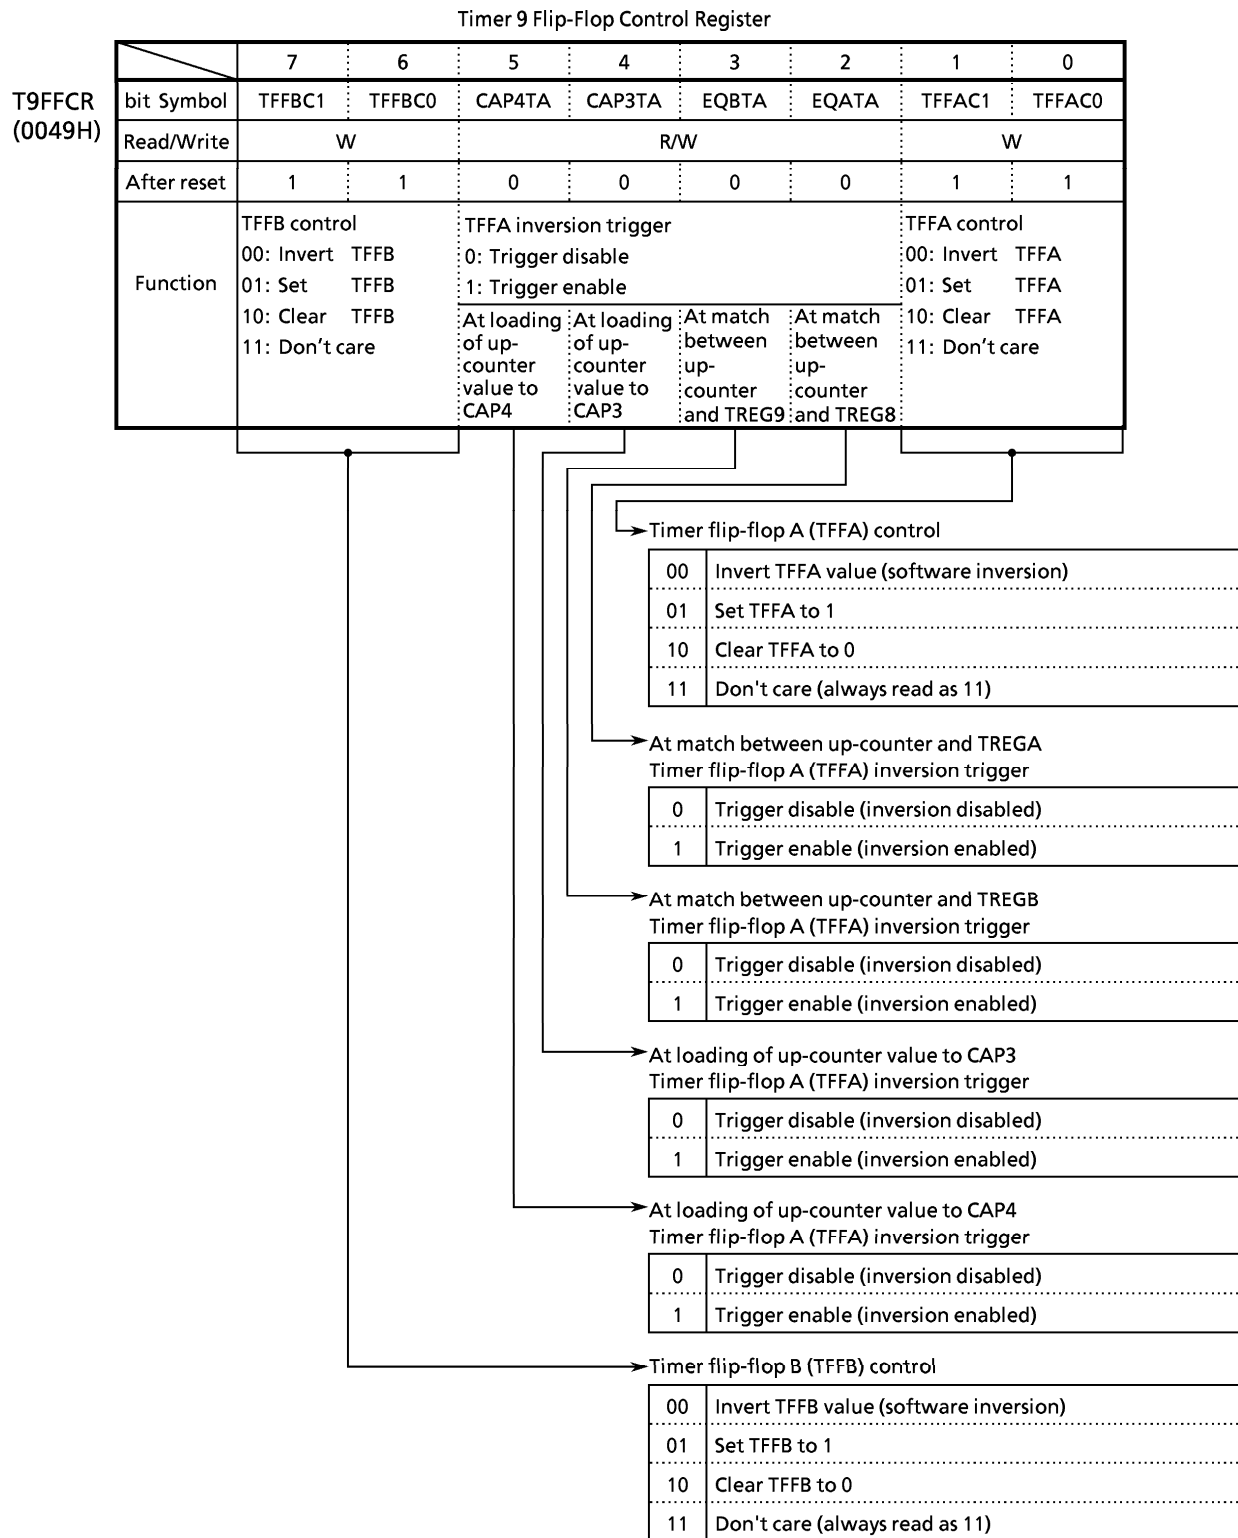 Timer 9 Flip-Flop Control Register
7 6 5 4 3 2 1 0
T9FFCR
(0049H)
bit Symbol TFFBC1 TFFBC0 CAP4TA CAP3TA EQBTA EQATA TFFAC1 TFFAC0
Read/Write W R/W W
After reset 1 1 0 0 0 0 1 1
Function
TFFB control
00: Invert TFFB
01: Set TFFB
10: Clear TFFB
11: Don't care
TFFA inversion trigger
0: Trigger disable
1: Trigger enable
At loading
of up-
counter
value to
CAP4
At loading
of up-
counter
value to
CAP3
At match
between
up-
counter
and TREG9
At match
between
up-
counter
and TREG8
TFFA control
00: Invert TFFA
01: Set TFFA
10: Clear TFFA
11: Don't care
Timer flip-flop A (TFFA) control
00 Invert TFFA value (software inversion)
01 Set TFFA to 1
10 Clear TFFA to 0
11 Don't care (always read as 11)
At match between up-counter and TREGA
Timer flip-flop A (TFFA) inversion trigger
0 Trigger disable (inversion disabled)
1 Trigger enable (inversion enabled)
At match between up-counter and TREGB
Timer flip-flop A (TFFA) inversion trigger
0 Trigger disable (inversion disabled)
1 Trigger enable (inversion enabled)
At loading of up-counter value to CAP3
Timer flip-flop A (TFFA) inversion trigger
0 Trigger disable (inversion disabled)
1 Trigger enable (inversion enabled)
At loading of up-counter value to CAP4
Timer flip-flop A (TFFA) inversion trigger
0 Trigger disable (inversion disabled)
1 Trigger enable (inversion enabled)
Timer flip-flop B (TFFB) control
00 Invert TFFB value (software inversion)
01 Set TFFB to 1
10 Clear TFFB to 0
11 Don't care (always read as 11)